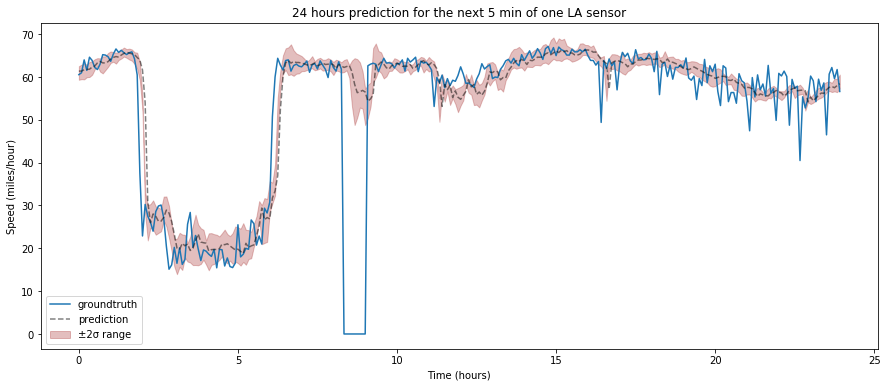 24 hours prediction for the next 5 min of one LA sensor
70
60
50
40
30
20
10
0
Speed (miles/hour)
groundtruth
prediction
±2σ range
0 5 10 15 20 25
Time (hours)